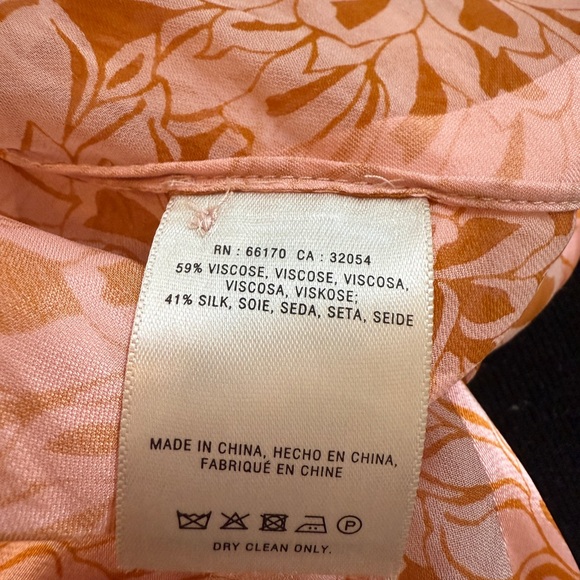 RN : 66170 CA : 32054
59% VISCOSE, VISCOSE, VISCOSA,
VISCOSA, VISKOSE;
41% SILK, SOIE, SEDA, SETA, SEIDE
MADE IN CHINA, HECHO EN CHINA,
FABRIQUÉ EN CHINE
P
DRY CLEAN ONLY.